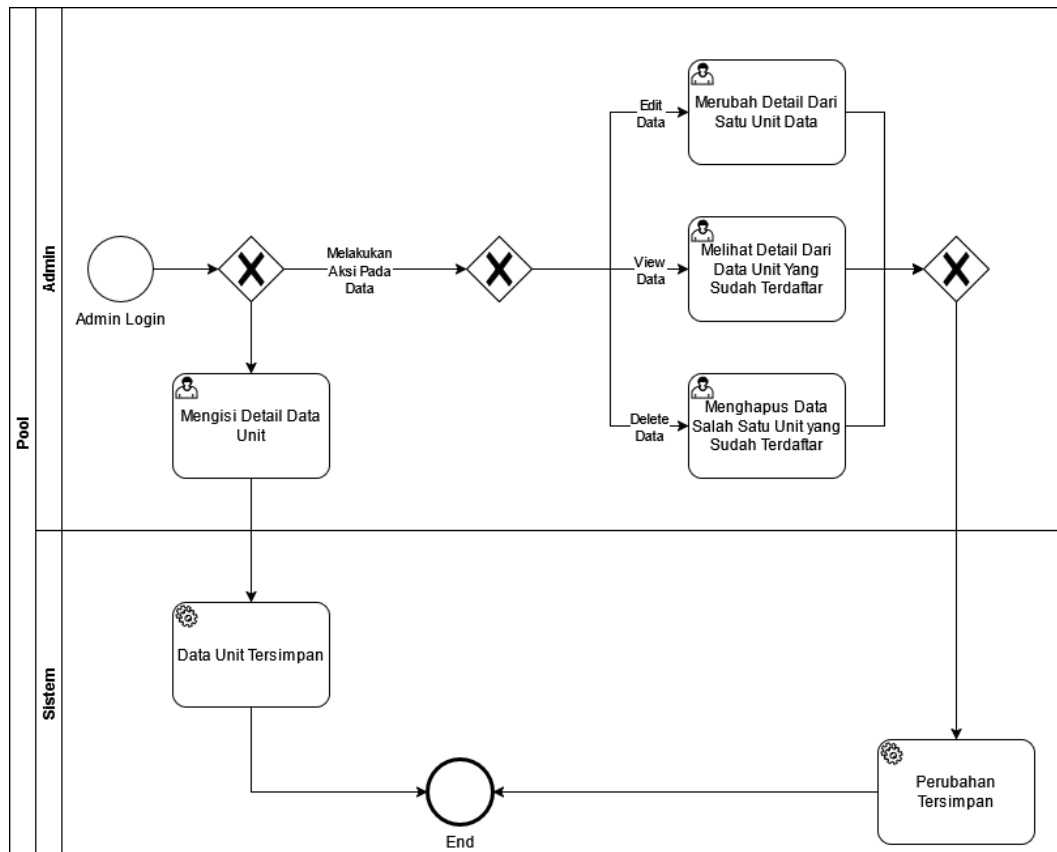 Pool
Admin
Admin Login
Melakukan
Aksi Pada
Data
Mengisi Detail Data
Unit
Edit
Data
Merubah Detail Dari
Satu Unit Data
View
Data
Melihat Detail Dari
Data Unit Yang
Sudah Terdaftar
Delete
Data
Menghapus Data
Salah Satu Unit yang
Sudah Terdaftar
Sistem
Data Unit Tersimpan
End
Perubahan
Tersimpan